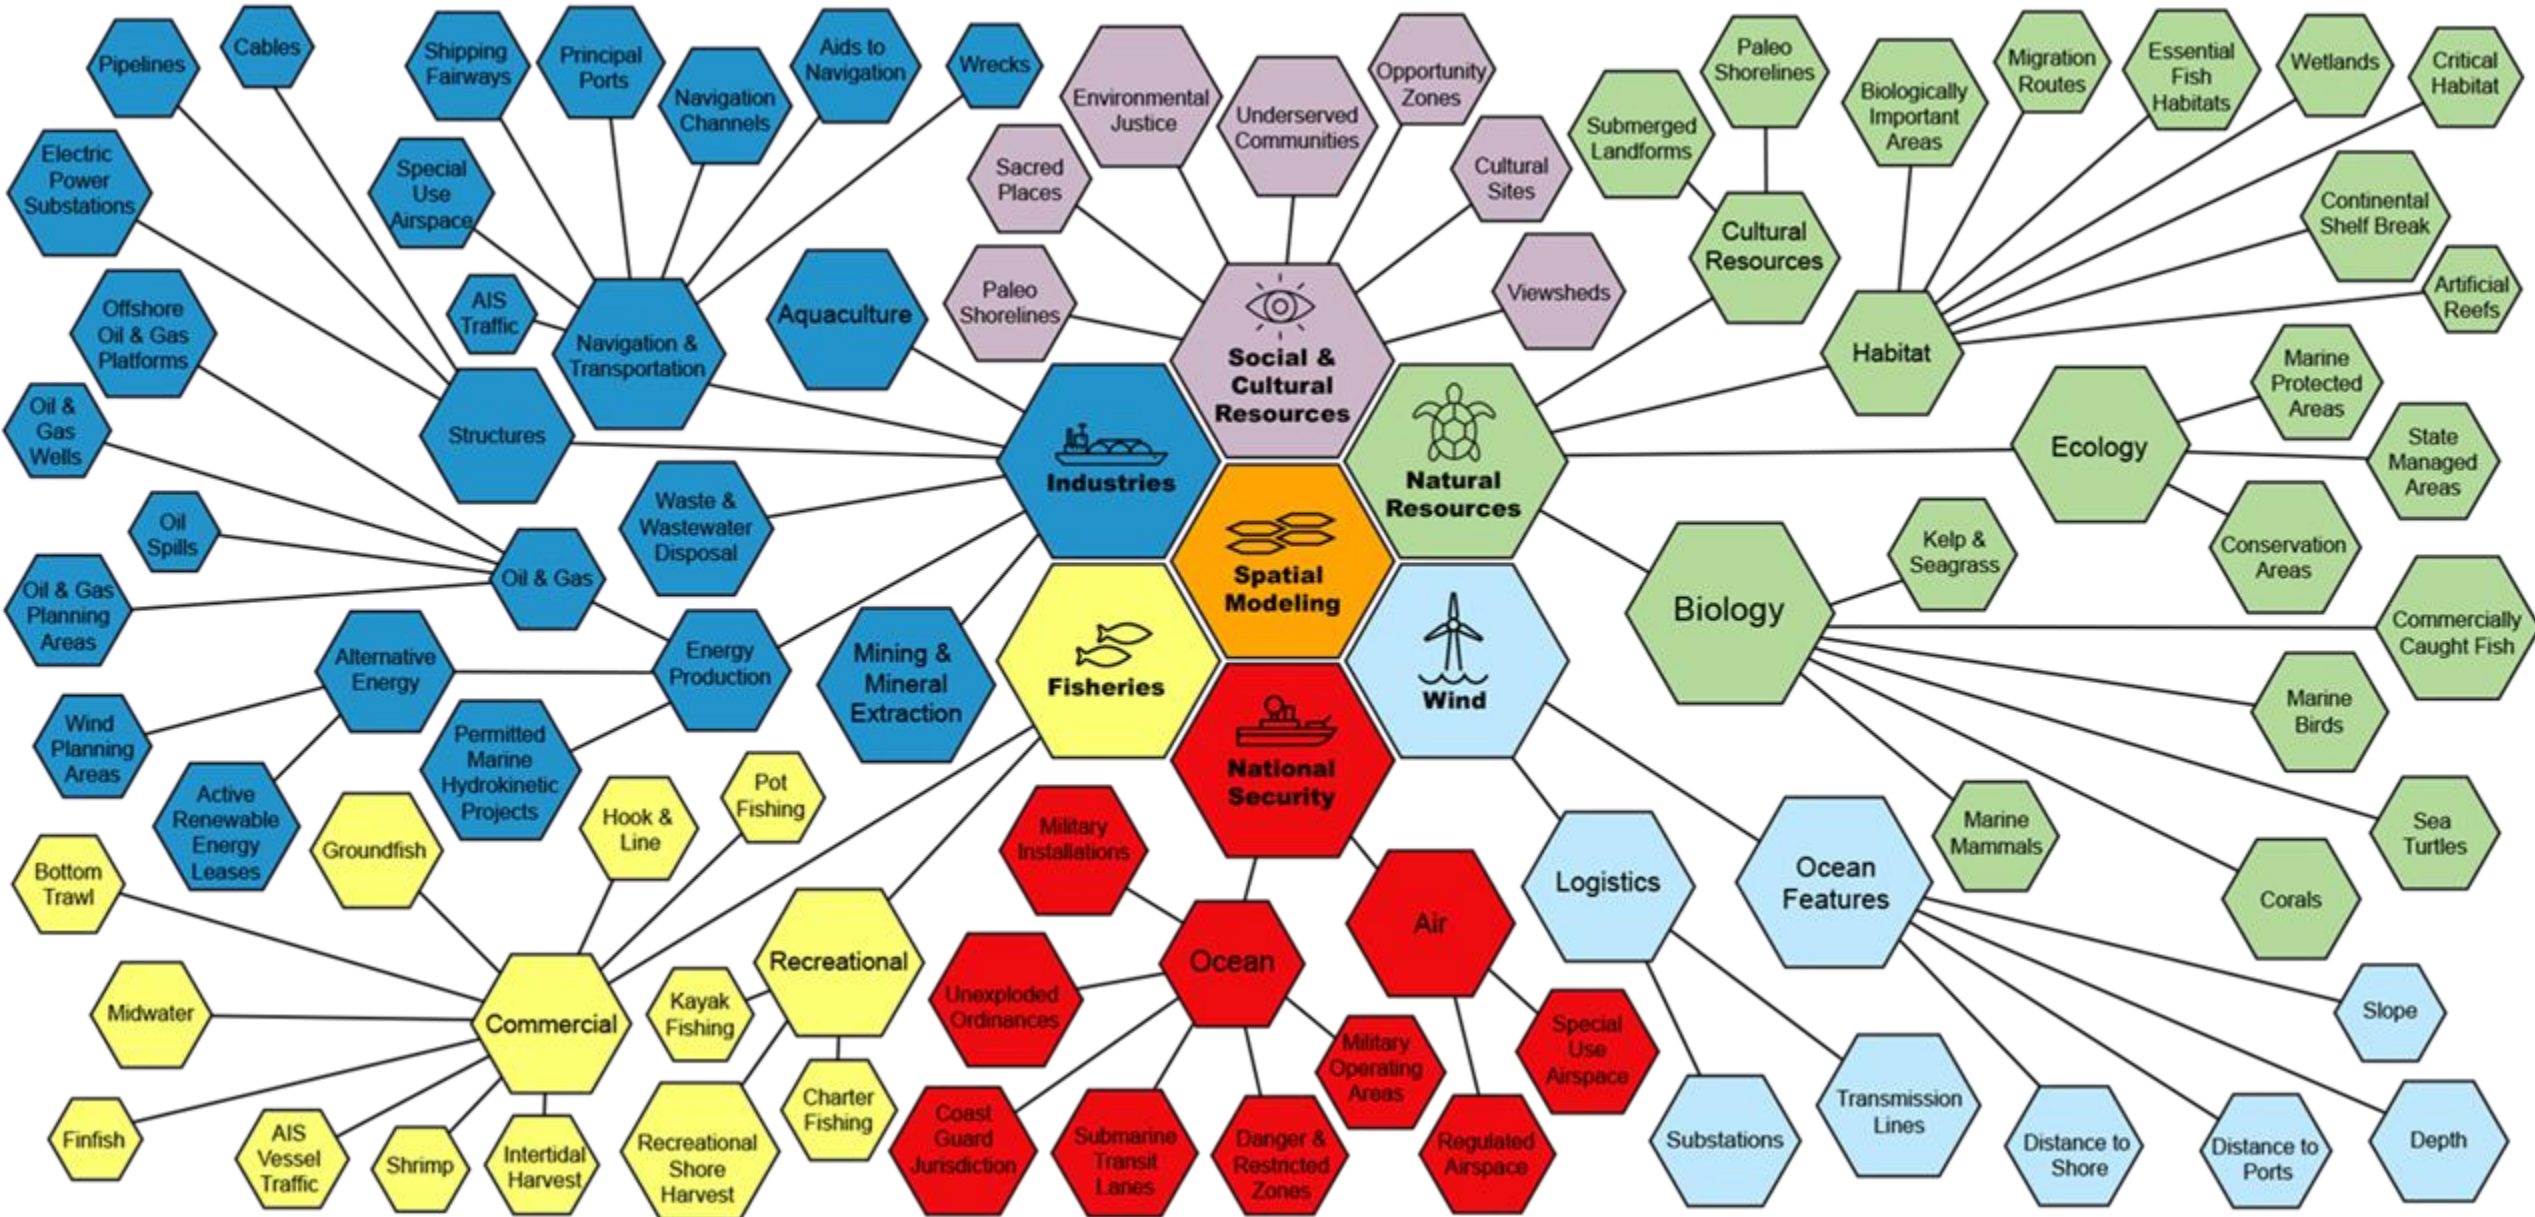 Pipelines
Cables
Shipping
Fairways
Principal
Ports
Navigation
Channels
Aids to
Navigation
Wrecks
Electric
Power
Substations
Special
Use
Airspace
Offshore
Oil & Gas
Platforms
AIS
Traffic
Navigation &
Transportation
Aquaculture
Oil &
Gas
Wells
Structures
Industries
Waste &
Wastewater
Disposal
Oil
Spills
Oil & Gas
Oil & Gas
Planning
Areas
Alternative
Energy
Energy
Production
Mining &
Mineral
Extraction
Wind
Planning
Areas
Permitted
Marine
Hydrokinetic
Projects
Active
Renewable
Energy
Leases
Environmental
Justice
Underserved
Communities
Opportunity
Zones
Sacred
Places
Cultural
Sites
Paleo
Shorelines
Viewsheds
Social &
Cultural
Resources
Submerged
Landforms
Paleo
Shorelines
Cultural
Resources
Biologically
Important
Areas
Migration
Routes
Essential
Fish
Habitats
Wetlands
Critical
Habitat
Continental
Shelf Break
Artificial
Reefs
Habitat
Natural
Resources
Ecology
Marine
Protected
Areas
State
Managed
Areas
Conservation
Areas
Biology
Kelp &
Seagrass
Commercially
Caught Fish
Marine
Birds
Sea
Turtles
Marine
Mammals
Corals
Spatial
Modeling
Fisheries
Pot
Fishing
Hook &
Line
Groundfish
Bottom
Trawl
Midwater
Commercial
Finfish
AIS
Vessel
Traffic
Shrimp
Intertidal
Harvest
Recreational
Kayak
Fishing
Recreational
Shore
Harvest
Charter
Fishing
National
Security
Military
Installations
Ocean
Air
Unexploded
Ordinances
Coast
Guard
Jurisdiction
Submarine
Transit
Lanes
Danger &
Restricted
Zones
Military
Operating
Areas
Special
Use
Airspace
Regulated
Airspace
Wind
Logistics
Ocean
Features
Substations
Transmission
Lines
Distance to
Shore
Distance to
Ports
Depth
Slope